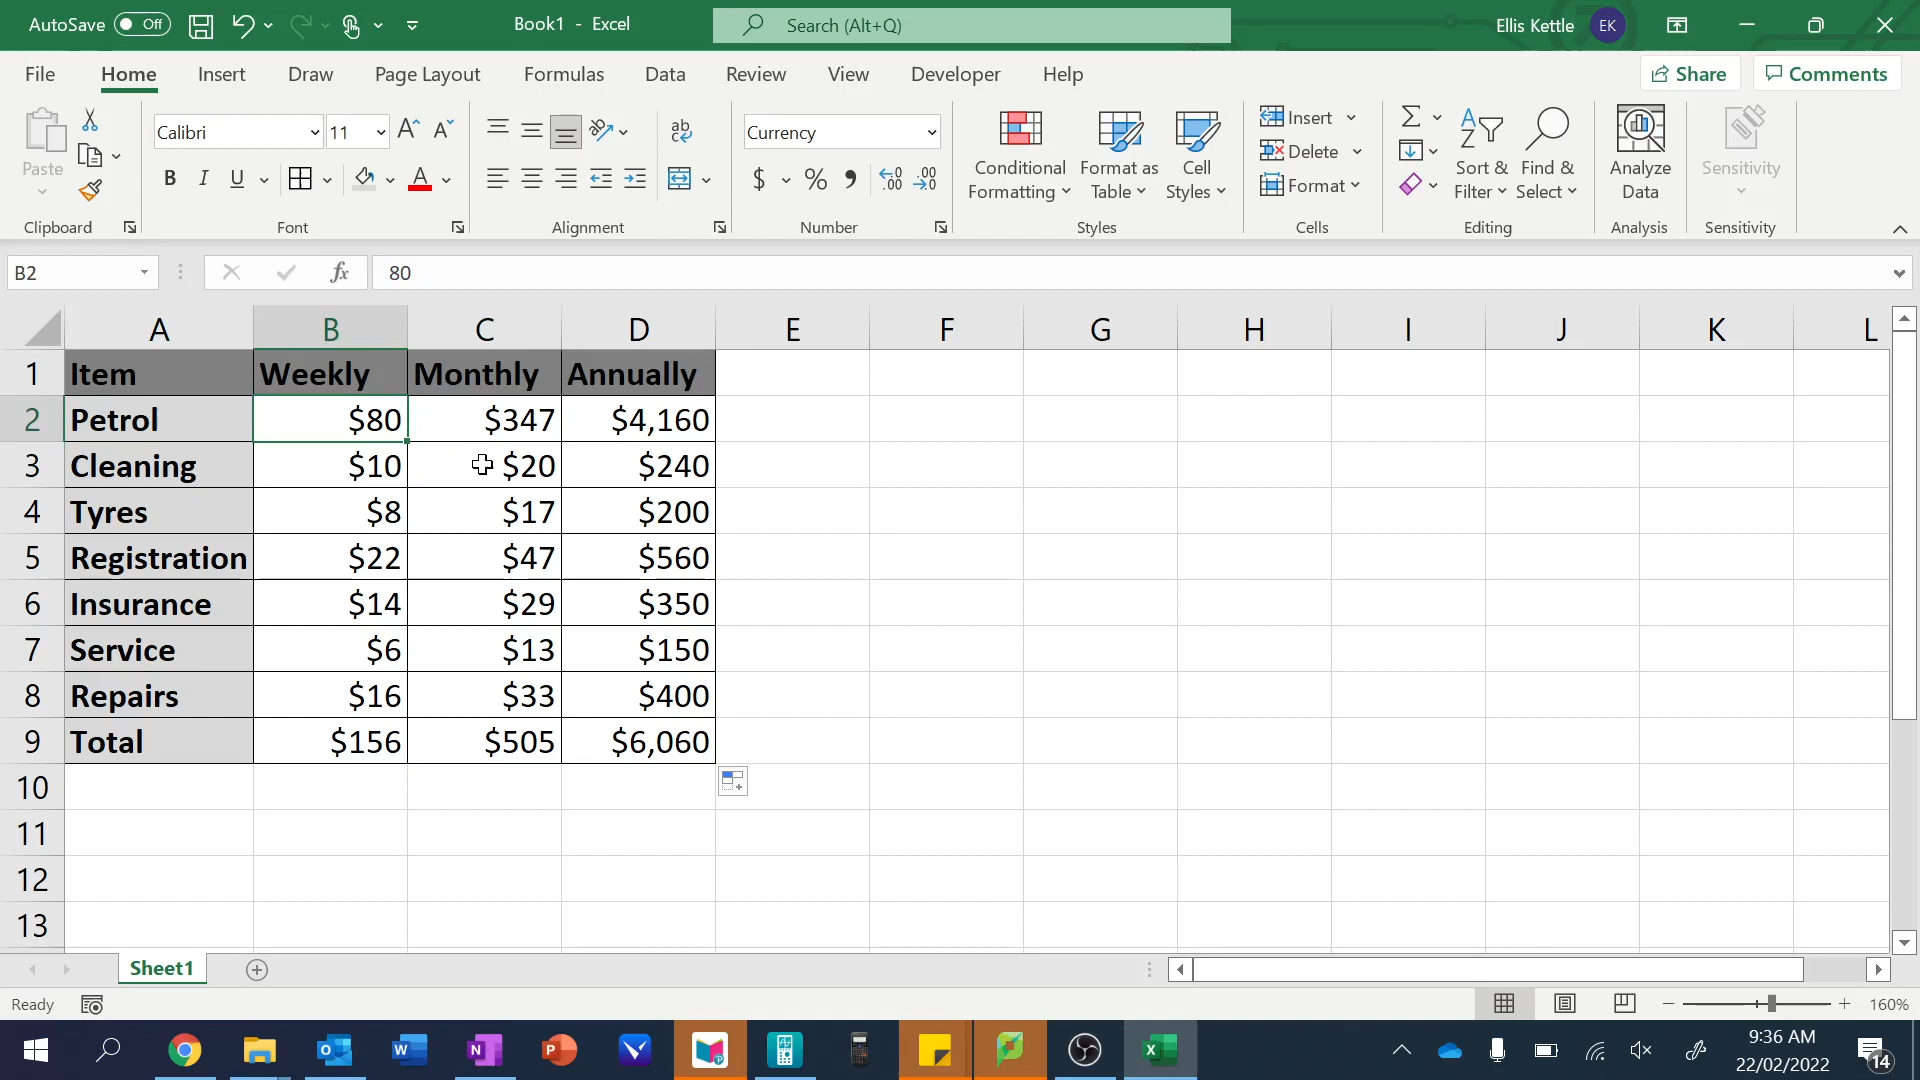 AutoSave Off Book1 - Excel Search (Alt+Q) Ellis Kettle EK
File Home Insert Draw Page Layout Formulas Data Review View Developer Help Share Comments
Paste
Clipboard
Calibri 11
B I U A
Font
ab
Alignment
Currency
$ % , .00 .00
Number
Conditional Formatting
Format as Table
Cell Styles
Styles
Insert
Delete
Format
Cells
Sort & Filter
Find & Select
Editing
Analyze Data
Analysis
Sensitivity
Sensitivity
B2 fx 80
A B C D E F G H I J K L
1 Item Weekly Monthly Annually
2 Petrol $80 $347 $4,160
3 Cleaning $10 $20 $240
4 Tyres $8 $17 $200
5 Registration $22 $47 $560
6 Insurance $14 $29 $350
7 Service $6 $13 $150
8 Repairs $16 $33 $400
9 Total $156 $505 $6,060
10
11
12
13
Sheet1
Ready 160%
9:36 AM
22/02/2022
14